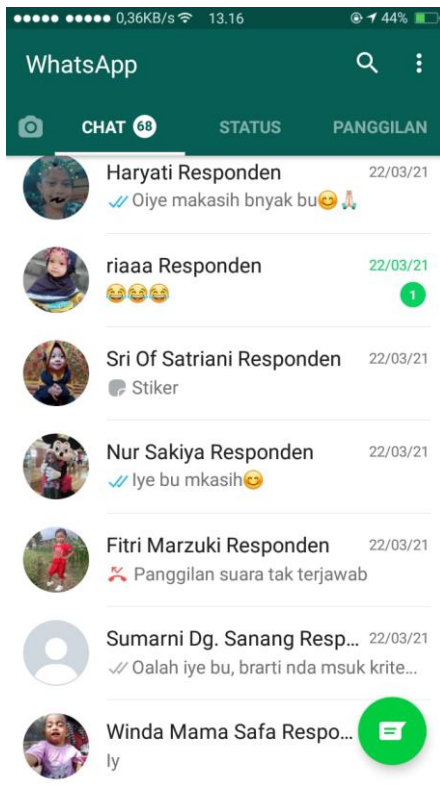 0,36KB/s 13.16 44%
WhatsApp
CHAT 68 STATUS PANGGILAN
Haryati Responden 22/03/21
Oiye makasih bnyak bu😊🙏🏻
riaaa Responden 22/03/21
😂😂😂 1
Sri Of Satriani Responden 22/03/21
Stiker
Nur Sakiya Responden 22/03/21
Iye bu mkasih😊
Fitri Marzuki Responden 22/03/21
Panggilan suara tak terjawab
Sumarni Dg. Sanang Resp... 22/03/21
Oalah iye bu, brarti nda msuk krite...
Winda Mama Safa Respo...
Iy